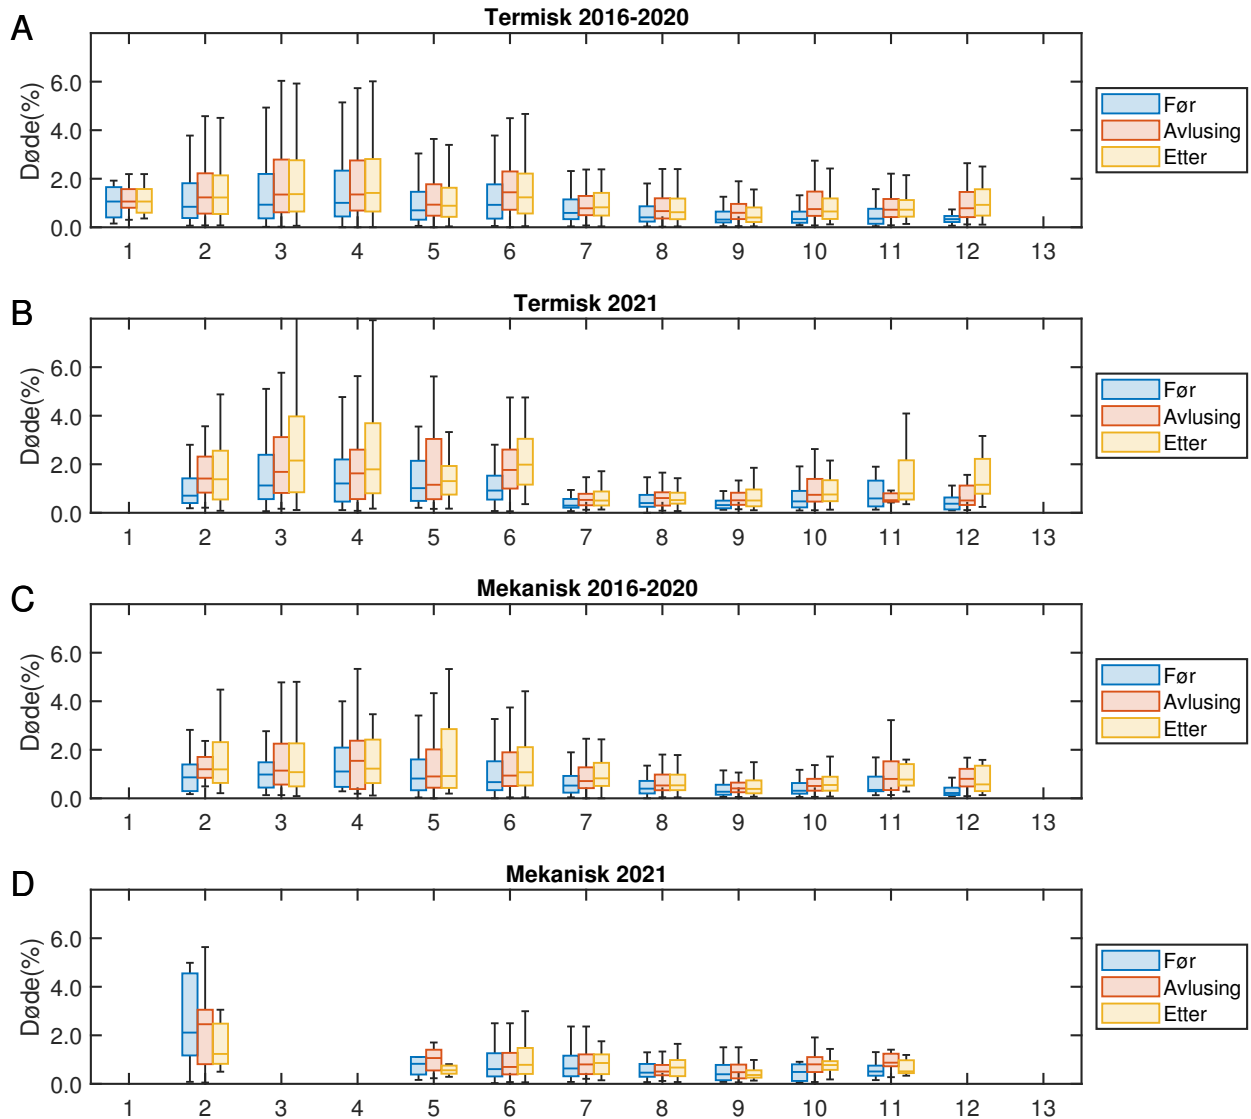 A
Termisk 2016-2020
Døde(%)
6.0
4.0
2.0
0.0
1 2 3 4 5 6 7 8 9 10 11 12 13
Før
Avlusing
Etter
B
Termisk 2021
Døde(%)
6.0
4.0
2.0
0.0
1 2 3 4 5 6 7 8 9 10 11 12 13
Før
Avlusing
Etter
C
Mekanisk 2016-2020
Døde(%)
6.0
4.0
2.0
0.0
1 2 3 4 5 6 7 8 9 10 11 12 13
Før
Avlusing
Etter
D
Mekanisk 2021
Døde(%)
6.0
4.0
2.0
0.0
1 2 3 4 5 6 7 8 9 10 11 12 13
Før
Avlusing
Etter